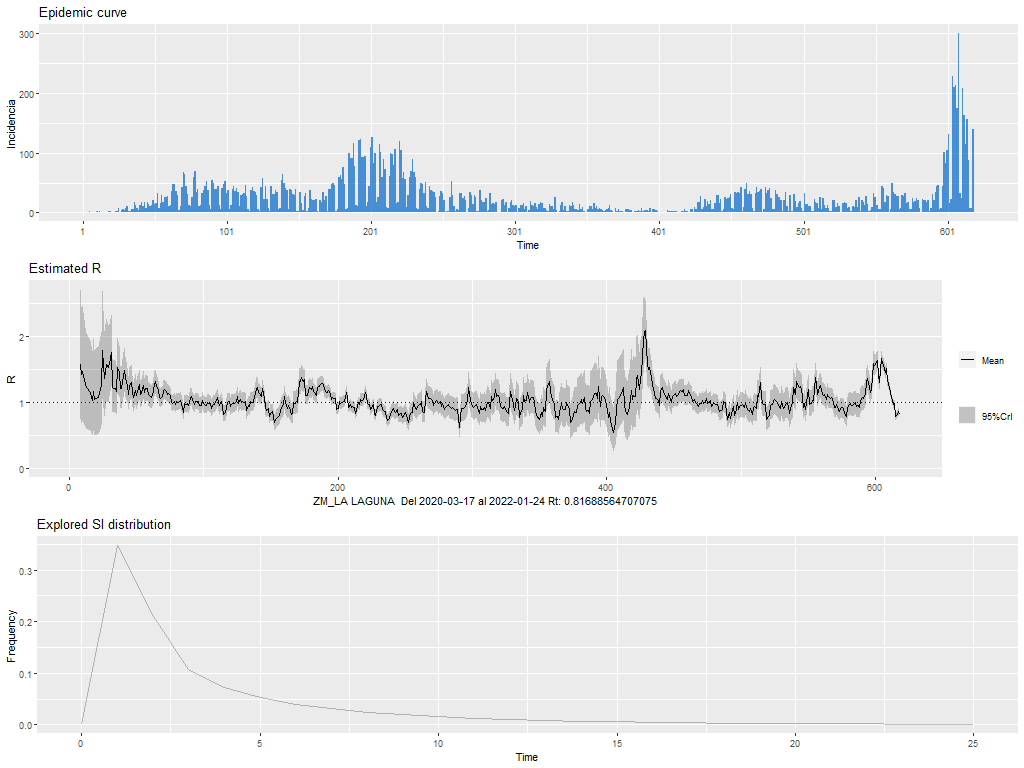 Epidemic curve
300
200
100
0
Incidencia
1
101
201
301
401
501
601
Time
Estimated R
2
1
0
R
Mean
95%CrI
0
200
400
600
ZM_LA LAGUNA Del 2020-03-17 al 2022-01-24 Rt: 0.81688564707075
Explored SI distribution
0.3
0.2
0.1
0.0
Frequency
0
5
10
15
20
25
Time